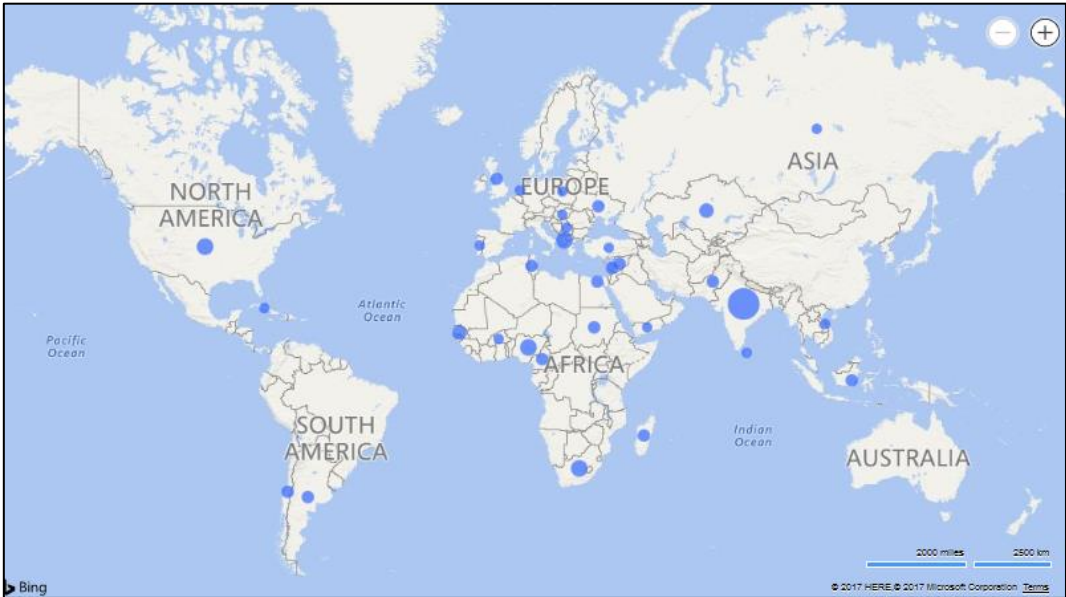 ASIA
NORTH
AMERICA
EUROPE
Atlantic
Ocean
Pacific
Ocean
AFRICA
SOUTH
AMERICA
Indian
Ocean
AUSTRALIA
2000 miles 2500 km
Bing
© 2017 HERE,© 2017 Microsoft Corporation Terms